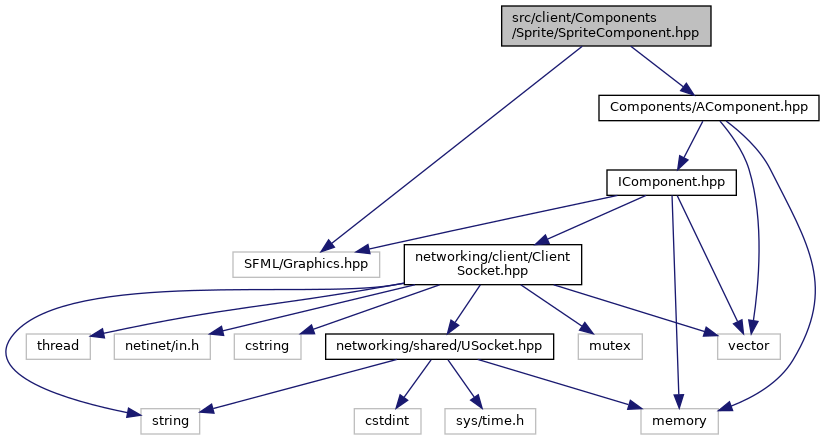 src/client/Components
/Sprite/SpriteComponent.hpp
Components/AComponent.hpp
IComponent.hpp
SFML/Graphics.hpp
networking/client/Client
Socket.hpp
thread
netinet/in.h
cstring
networking/shared/USocket.hpp
mutex
vector
string
cstdint
sys/time.h
memory